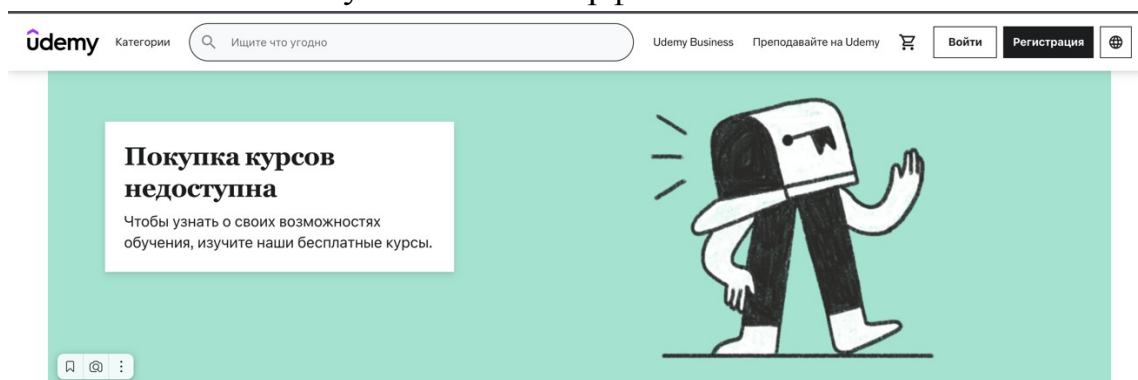 ûdemy Категории Ищите что угодно Udemy Business Преподавайте на Udemy Войти Регистрация
Покупка курсов
недоступна
Чтобы узнать о своих возможностях
обучения, изучите наши бесплатные курсы.